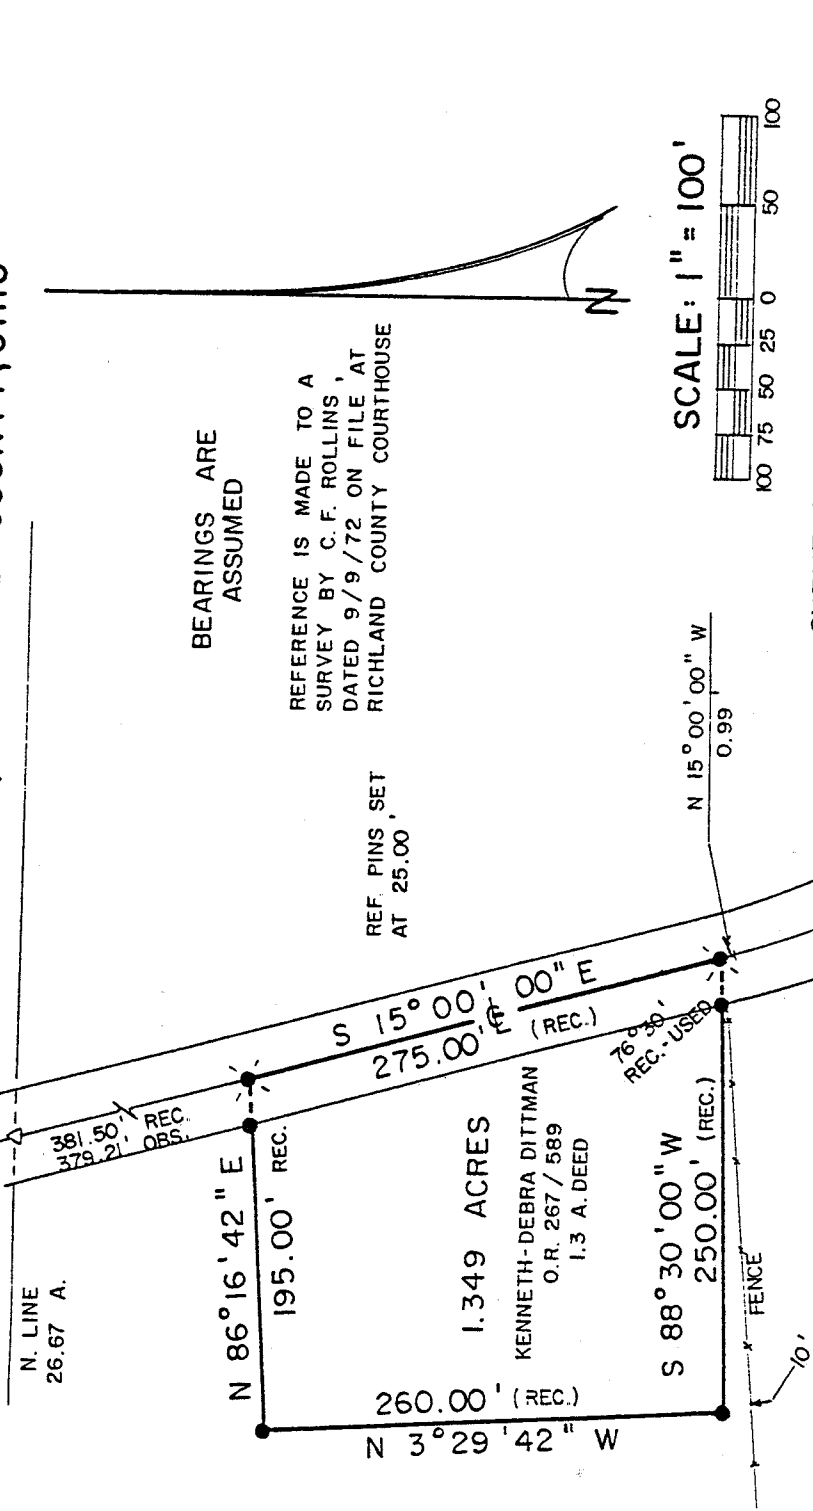 BEARINGS ARE
ASSUMED
REFERENCE IS MADE TO A
SURVEY BY C. F. ROLLINS,
DATED 9/9/72 ON FILE AT
RICHLAND COUNTY COURTHOUSE
N
SCALE: 1" = 100'
100 75 50 25 0 50 100
REF. PINS SET
AT 25.00'
N 15°00'00" W
0.99'
N. LINE
26.67 A.
381.50' REC.
379.21' OBS.
S 15°00'00" E
275.00' ℄ (REC.)
76°30'
REC.-USED
N 86°16'42" E
195.00' REC.
1.349 ACRES
KENNETH-DEBRA DITTMAN
O.R. 267/589
1.3 A. DEED
S 88°30'00" W
250.00' (REC.)
FENCE
260.00' (REC.)
N 3°29'42" W
10'